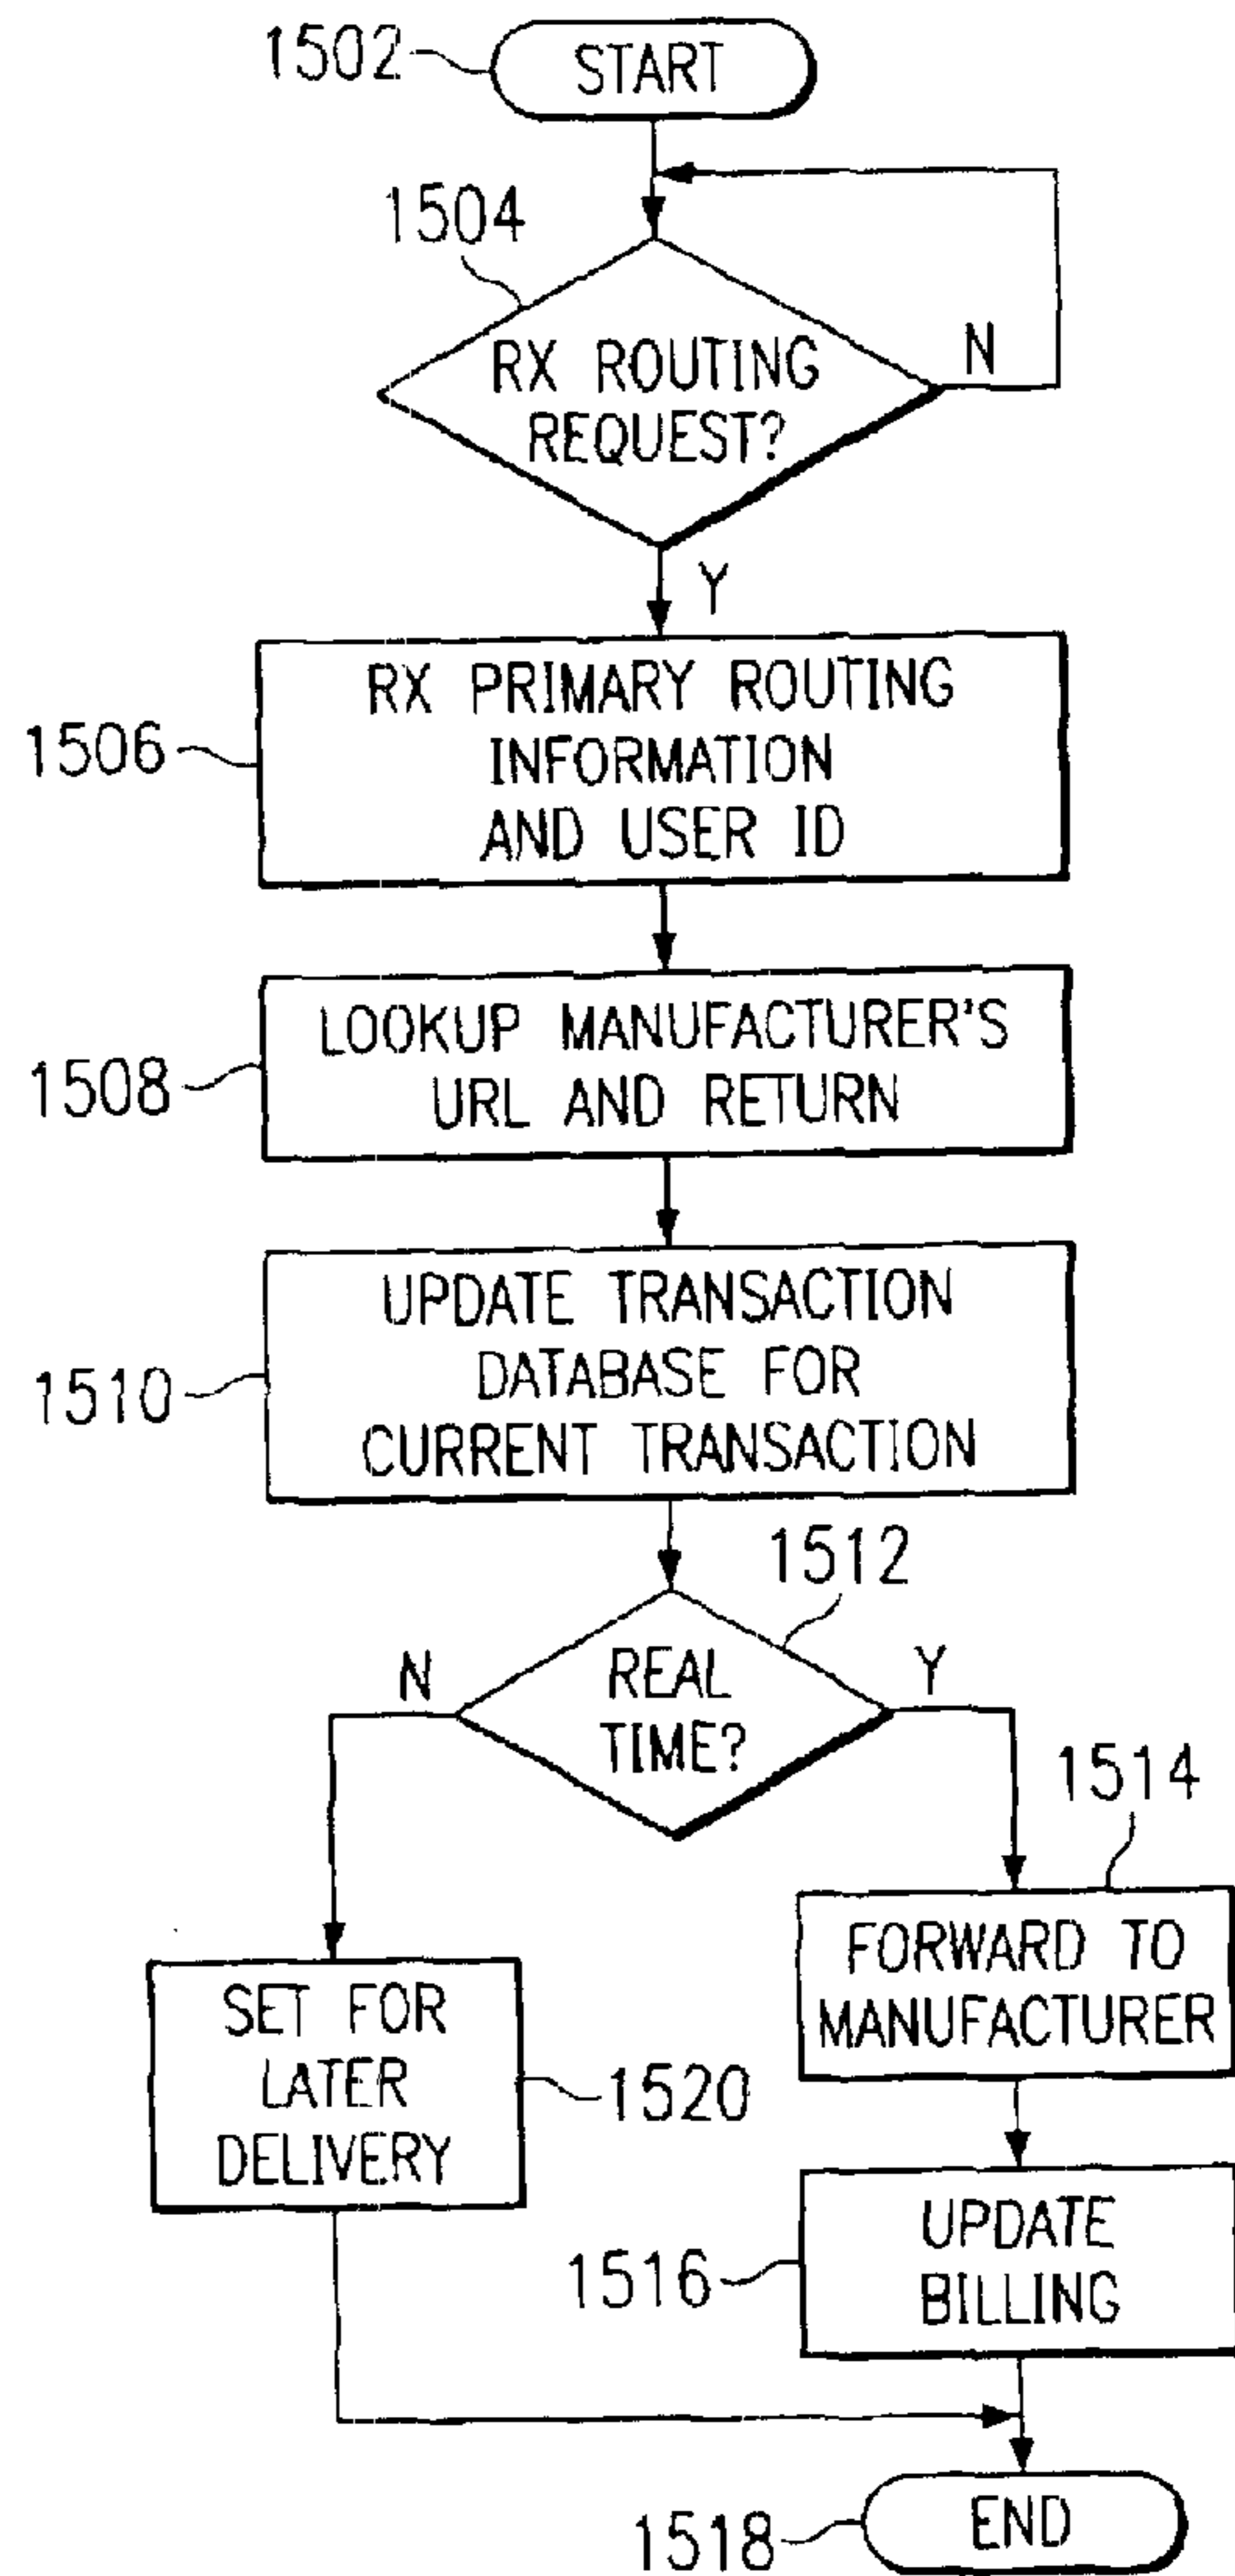 1502
START
1504
RX ROUTING
REQUEST?
N
Y
1506
RX PRIMARY ROUTING
INFORMATION
AND USER ID
1508
LOOKUP MANUFACTURER'S
URL AND RETURN
1510
UPDATE TRANSACTION
DATABASE FOR
CURRENT TRANSACTION
1512
N
REAL
TIME?
Y
1514
FORWARD TO
MANUFACTURER
SET FOR
LATER
DELIVERY
1520
1516
UPDATE
BILLING
1518
END